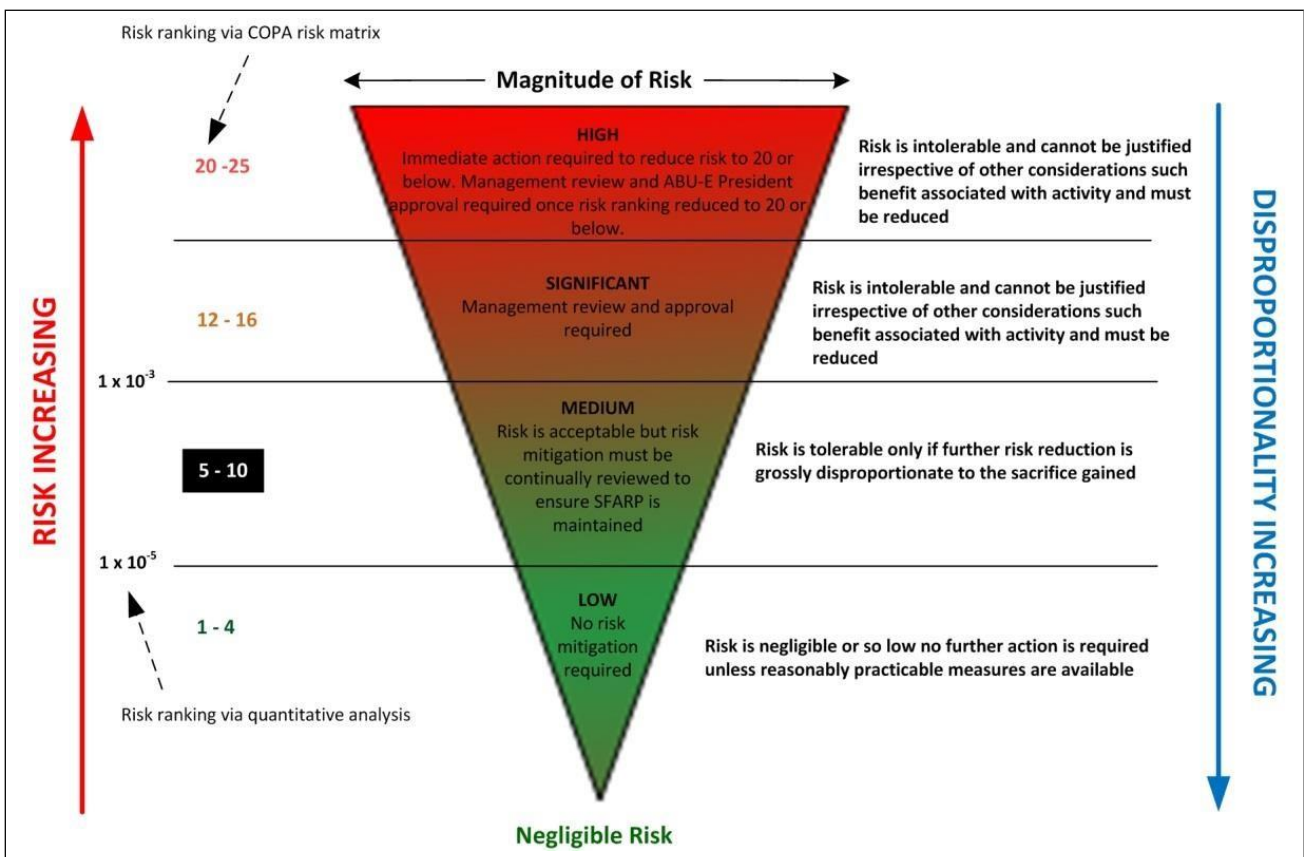 Risk ranking via COPA risk matrix
Magnitude of Risk
RISK INCREASING
20 -25
HIGH
Immediate action required to reduce risk to 20 or
below. Management review and ABU-E President
approval required once risk ranking reduced to 20 or
below.
Risk is intolerable and cannot be justified
irrespective of other considerations such
benefit associated with activity and must
be reduced
DISPROPORTIONALITY INCREASING
12 - 16
SIGNIFICANT
Management review and approval
required
Risk is intolerable and cannot be justified
irrespective of other considerations such
benefit associated with activity and must be
reduced
1 x 10-3
5 - 10
MEDIUM
Risk is acceptable but risk
mitigation must be
continually reviewed to
ensure SFARP is
maintained
Risk is tolerable only if further risk reduction is
grossly disproportionate to the sacrifice gained
1 x 10-5
1 - 4
LOW
No risk
mitigation
required
Risk is negligible or so low no further action is required
unless reasonably practicable measures are available
Risk ranking via quantitative analysis
Negligible Risk